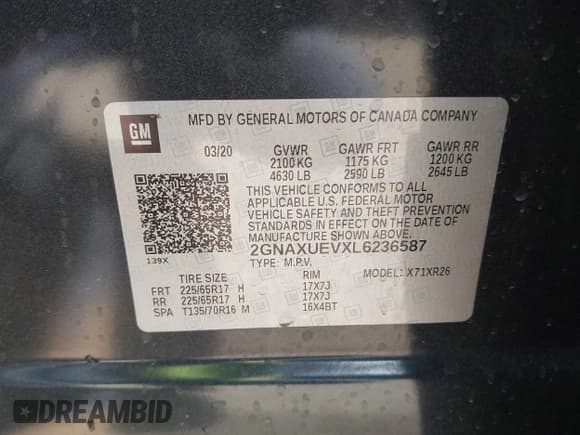 GM
MFD BY GENERAL MOTORS OF CANADA COMPANY
03/20 GVWR GAWR FRT GAWR RR
2100 KG 1175 KG 1200 KG
4630 LB 2590 LB 2645 LB
THIS VEHICLE CONFORMS TO ALL
APPLICABLE U.S. FEDERAL MOTOR
VEHICLE SAFETY AND THEFT PREVENTION
STANDARDS IN EFFECT ON THE DATE OF
MANUFACTURE SHOWN ABOVE.
139X 2GNAXUEVXL6236587
TYPE: M.P.V. MODEL: X71XR26
TIRE SIZE RIM
FRT 225/65R17 H 17X7J
RR 225/65R17 H 17X7J
SPA T135/70R16 M 16X4BT
DREAMBID